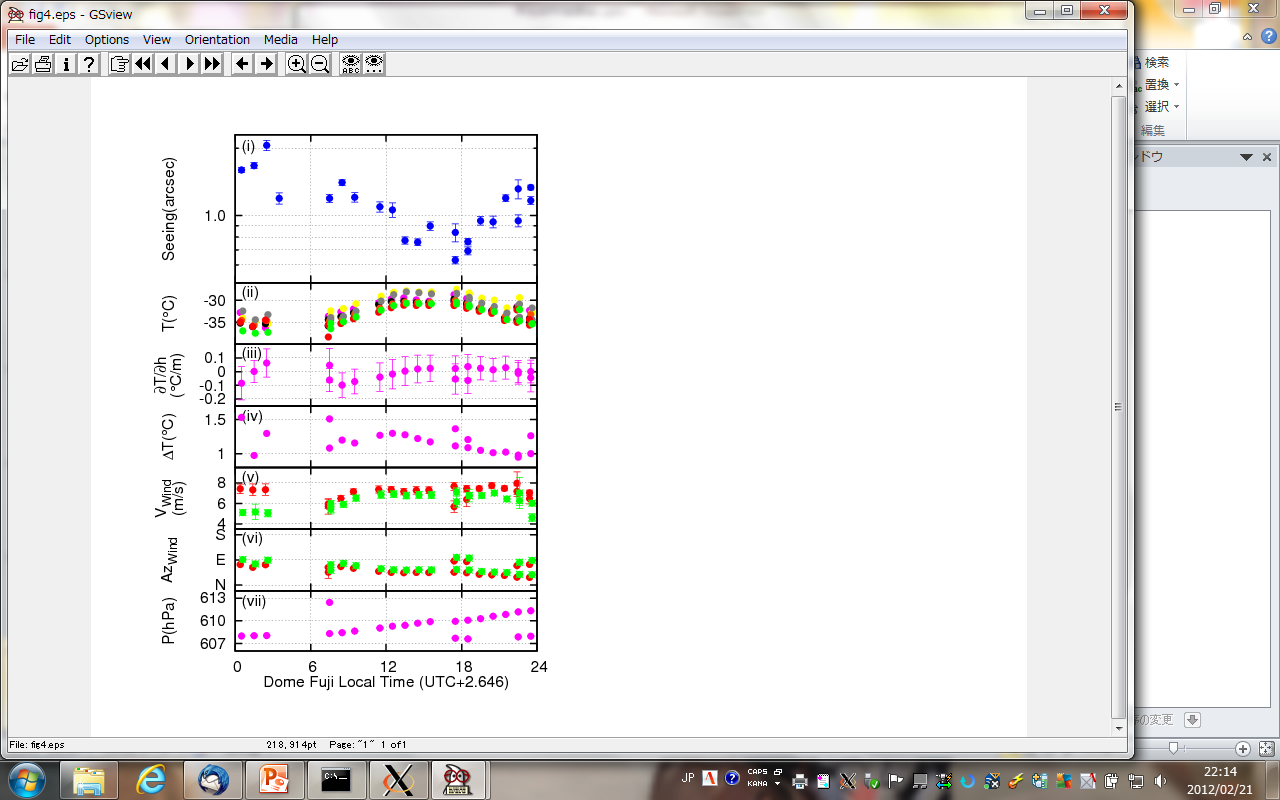 fig4.eps - GSview
File Edit Options View Orientation Media Help
検索
置換
選択
編集
ンドウ
(i)
Seeing(arcsec)
1.0
(ii)
T(°C)
-30
-35
(iii)
∂T/∂h
(°C/m)
0.1
0
-0.1
-0.2
(iv)
ΔT(°C)
1.5
1
(v)
VWind
(m/s)
8
6
4
(vi)
AzWind
S
E
N
(vii)
P(hPa)
613
610
607
0 6 12 18 24
Dome Fuji Local Time (UTC+2.646)
の変更
File: fig4.eps 218, 914pt Page: "1" 1 of 1
JP CAPS
KANA
22:14
2012/02/21